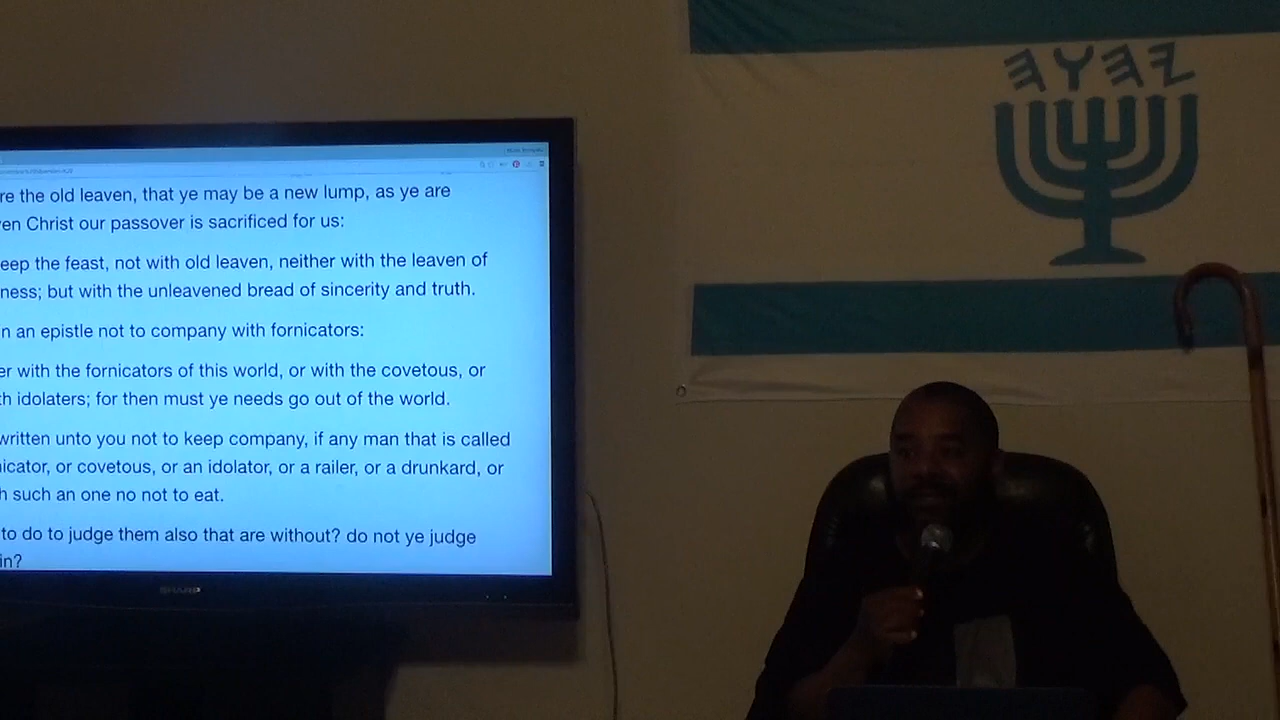 re the old leaven, that ye may be a new lump, as ye are
en Christ our passover is sacrificed for us:
eep the feast, not with old leaven, neither with the leaven of
ness; but with the unleavened bread of sincerity and truth.
n an epistle not to company with fornicators:
er with the fornicators of this world, or with the covetous, or
th idolaters; for then must ye needs go out of the world.
written unto you not to keep company, if any man that is called
icator, or covetous, or an idolator, or a railer, or a drunkard, or
h such an one no not to eat.
to do to judge them also that are without? do not ye judge
in?
SHARP
𐤉𐤄𐤅𐤄